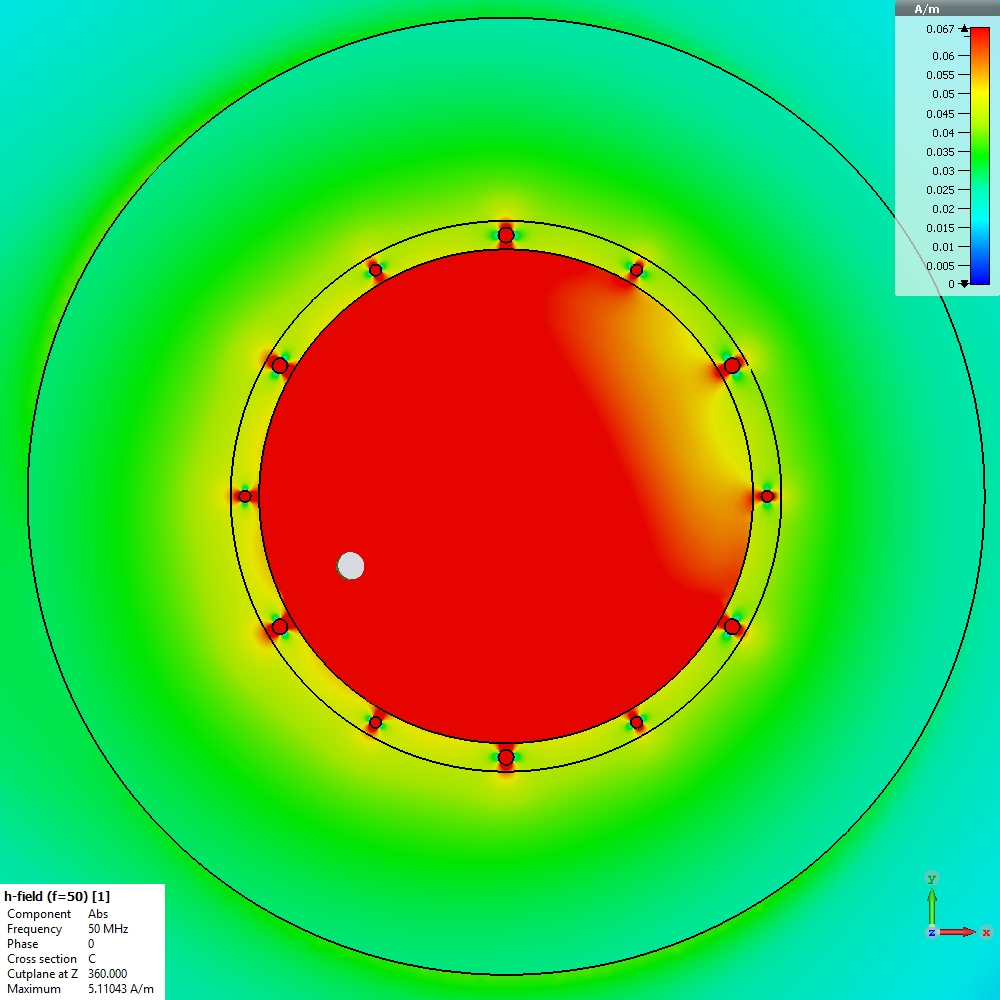 A/m
0.067
0.06
0.055
0.05
0.045
0.04
0.035
0.03
0.025
0.02
0.015
0.01
0.005
0
y
z x
h-field (f=50) [1]
Component Abs
Frequency 50 MHz
Phase 0
Cross section C
Cutplane at Z 360.000
Maximum 5.11043 A/m